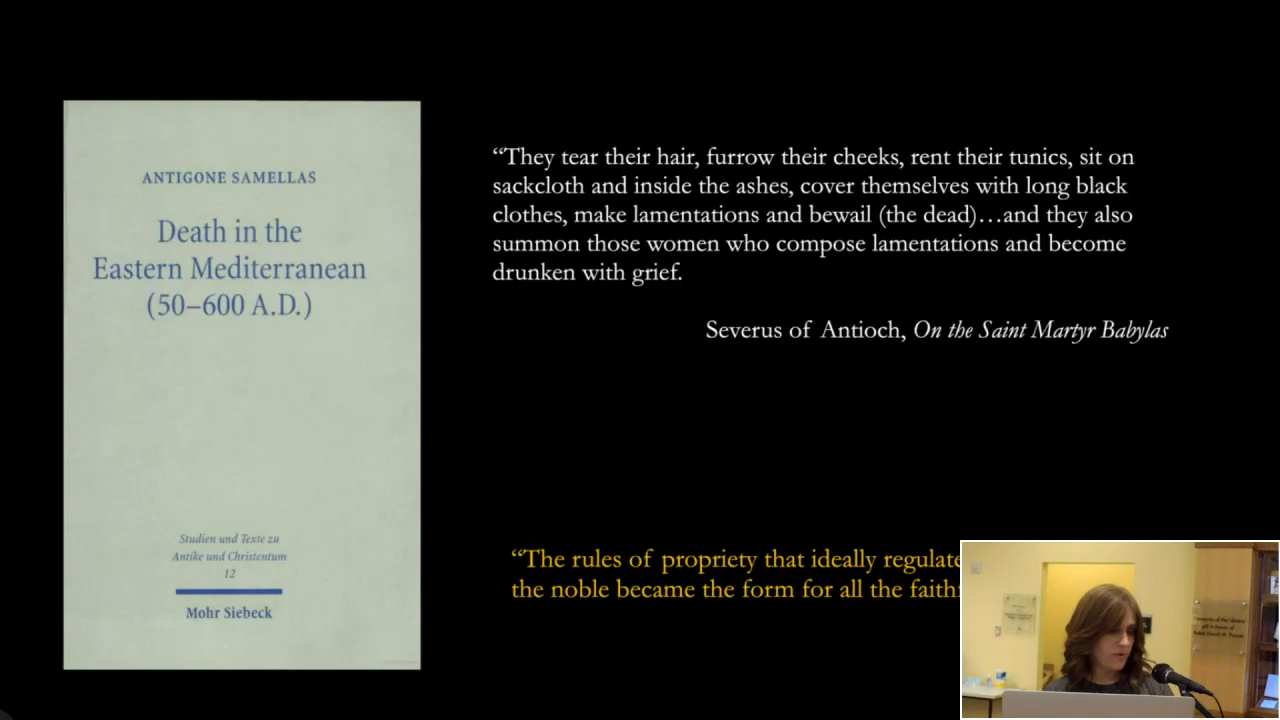 ANTIGONE SAMELLAS
Death in the
Eastern Mediterranean
(50–600 A.D.)
Studien und Texte zu
Antike und Christentum
12
Mohr Siebeck
“They tear their hair, furrow their cheeks, rent their tunics, sit on
sackcloth and inside the ashes, cover themselves with long black
clothes, make lamentations and bewail (the dead)…and they also
summon those women who compose lamentations and become
drunken with grief.
Severus of Antioch, On the Saint Martyr Babylas
“The rules of propriety that ideally regulate
the noble became the form for all the